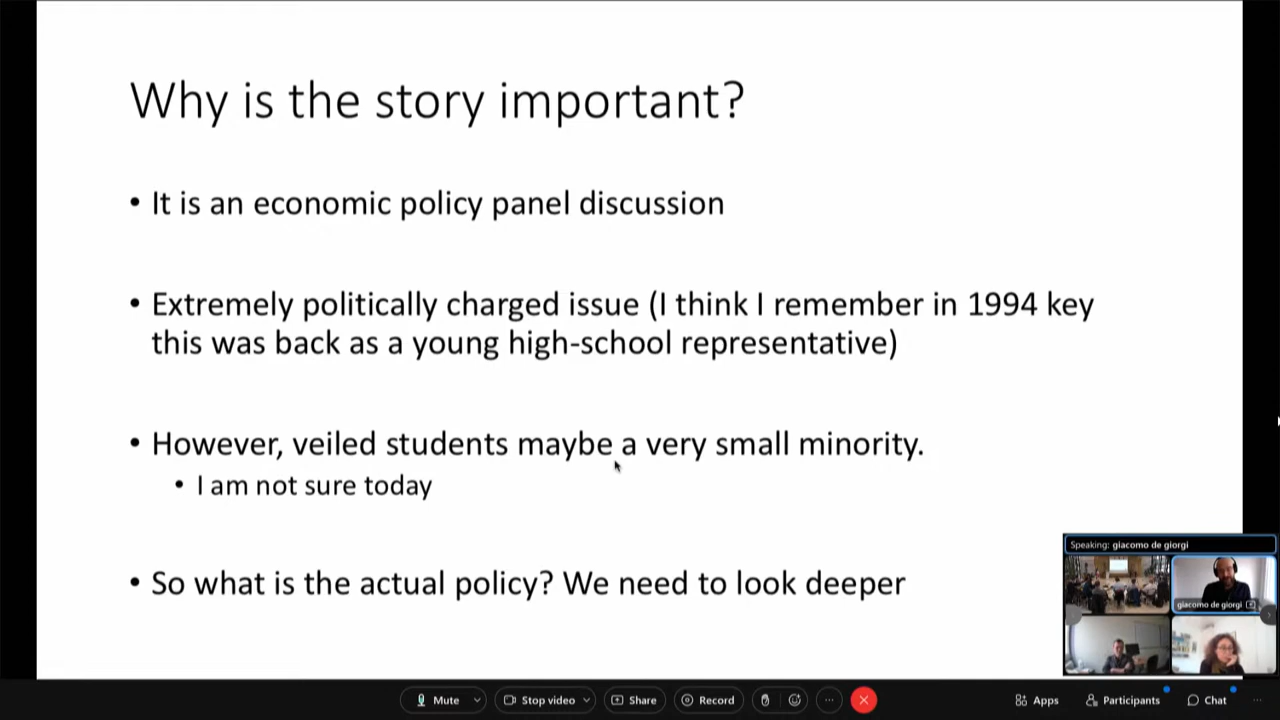 Why is the story important?
• It is an economic policy panel discussion
• Extremely politically charged issue (I think I remember in 1994 key
this was back as a young high-school representative)
• However, veiled students maybe a very small minority.
• I am not sure today
• So what is the actual policy? We need to look deeper
Speaking: giacomo de giorgi
giacomo de giorgi
Mute
Stop video
Share
Record
Apps
Participants
Chat